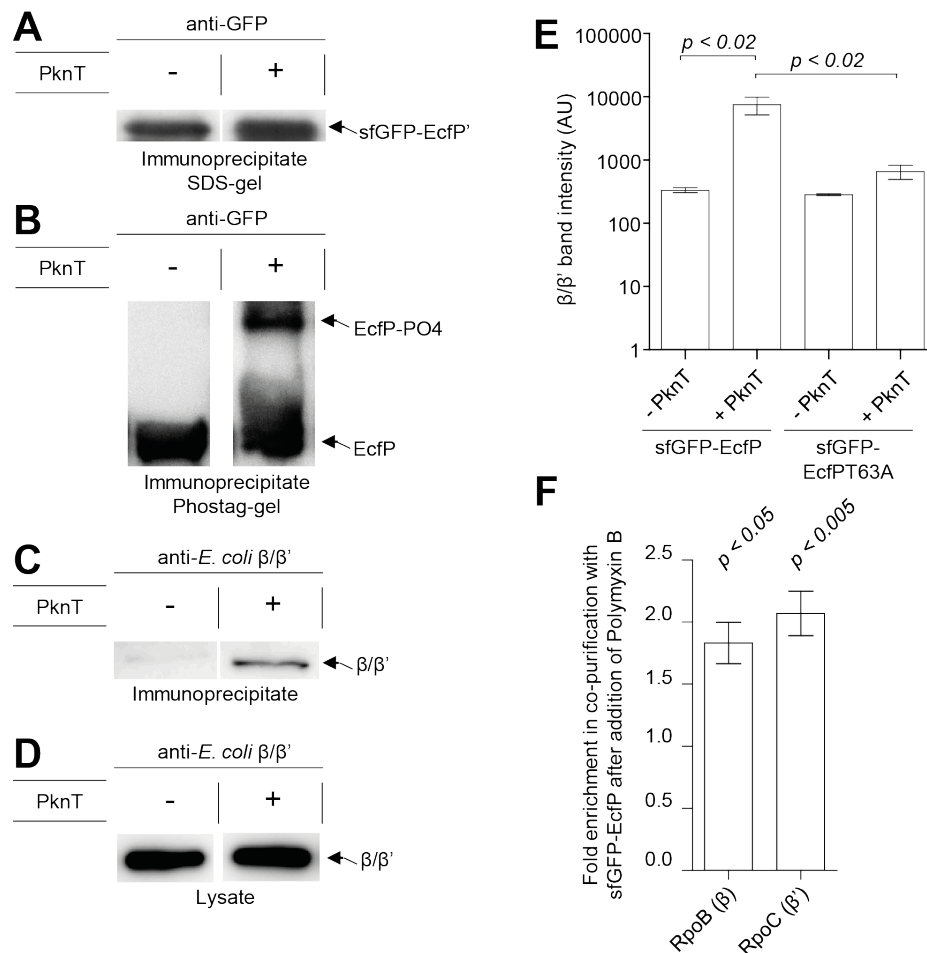 A
anti-GFP
PknT - +
sfGFP-EcfP'
Immunoprecipitate
SDS-gel
B
anti-GFP
PknT - +
EcfP-PO4
EcfP
Immunoprecipitate
Phostag-gel
C
anti-E. coli β/β'
PknT - +
β/β'
Immunoprecipitate
D
anti-E. coli β/β'
PknT - +
β/β'
Lysate
E
β/β' band intensity (AU)
100000
10000
1000
100
10
1
p < 0.02
p < 0.02
- PknT
+ PknT
- PknT
+ PknT
sfGFP-EcfP
sfGFP-
EcfPT63A
F
Fold enrichment in co-purification with
sfGFP-EcfP after addition of Polymyxin B
2.5
2.0
1.5
1.0
0.5
0.0
p < 0.05
p < 0.005
RpoB (β)
RpoC (β')